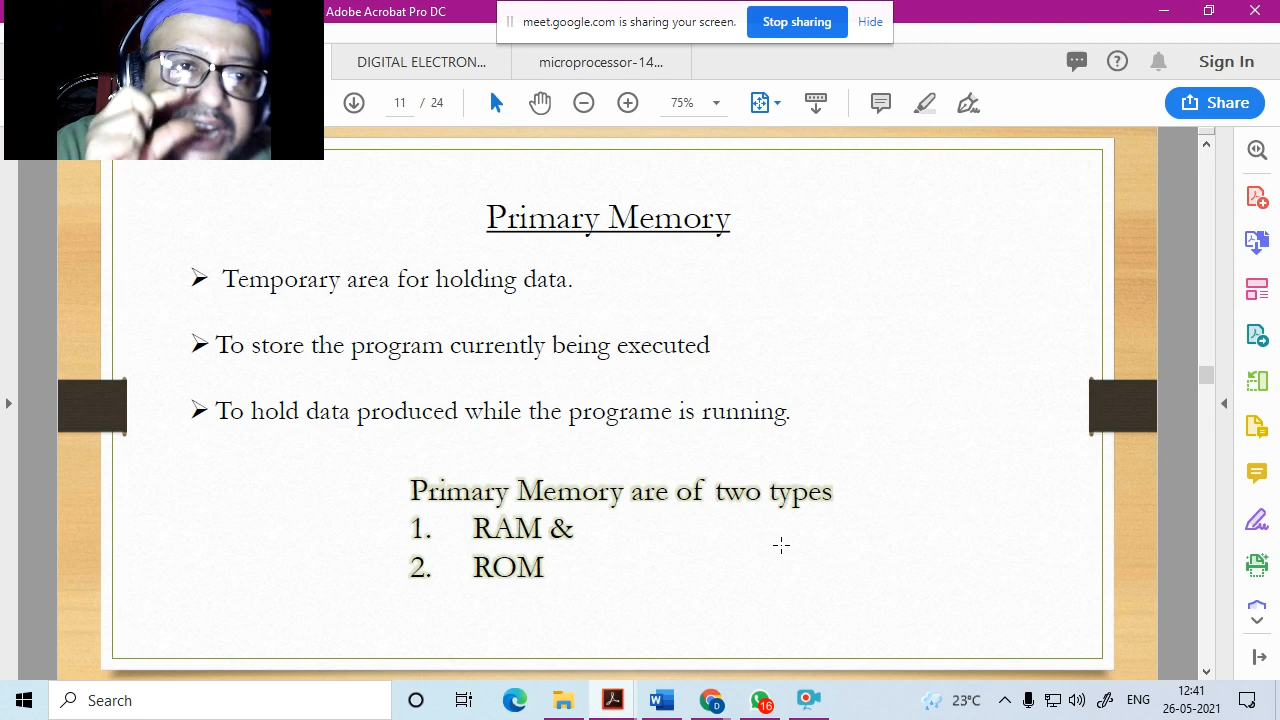 Adobe Acrobat Pro DC
meet.google.com is sharing your screen. Stop sharing Hide
DIGITAL ELECTRON... microprocessor-14... Sign In
11 / 24 75% Share
Primary Memory
Temporary area for holding data.
To store the program currently being executed
To hold data produced while the programe is running.
Primary Memory are of two types
1. RAM &
2. ROM
Search 16 23°C ENG 12:41
26-05-2021